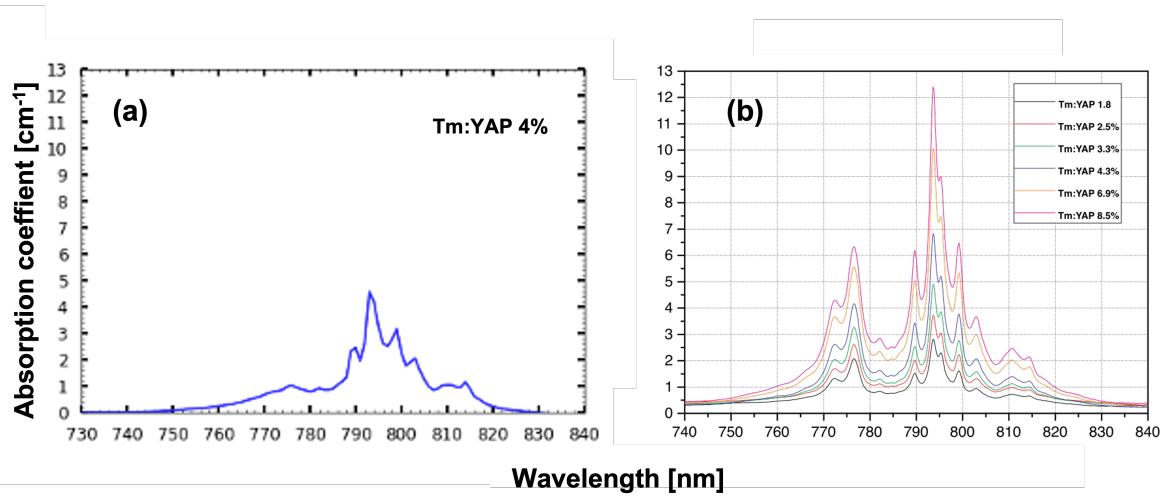 Absorption coeffient [cm-1]
(a)
Tm:YAP 4%
13
12
11
10
9
8
7
6
5
4
3
2
1
0
730 740 750 760 770 780 790 800 810 820 830 840
(b)
Tm:YAP 1.8
Tm:YAP 2.5%
Tm:YAP 3.3%
Tm:YAP 4.3%
Tm:YAP 6.9%
Tm:YAP 8.5%
13
12
11
10
9
8
7
6
5
4
3
2
1
0
740 750 760 770 780 790 800 810 820 830 840
Wavelength [nm]